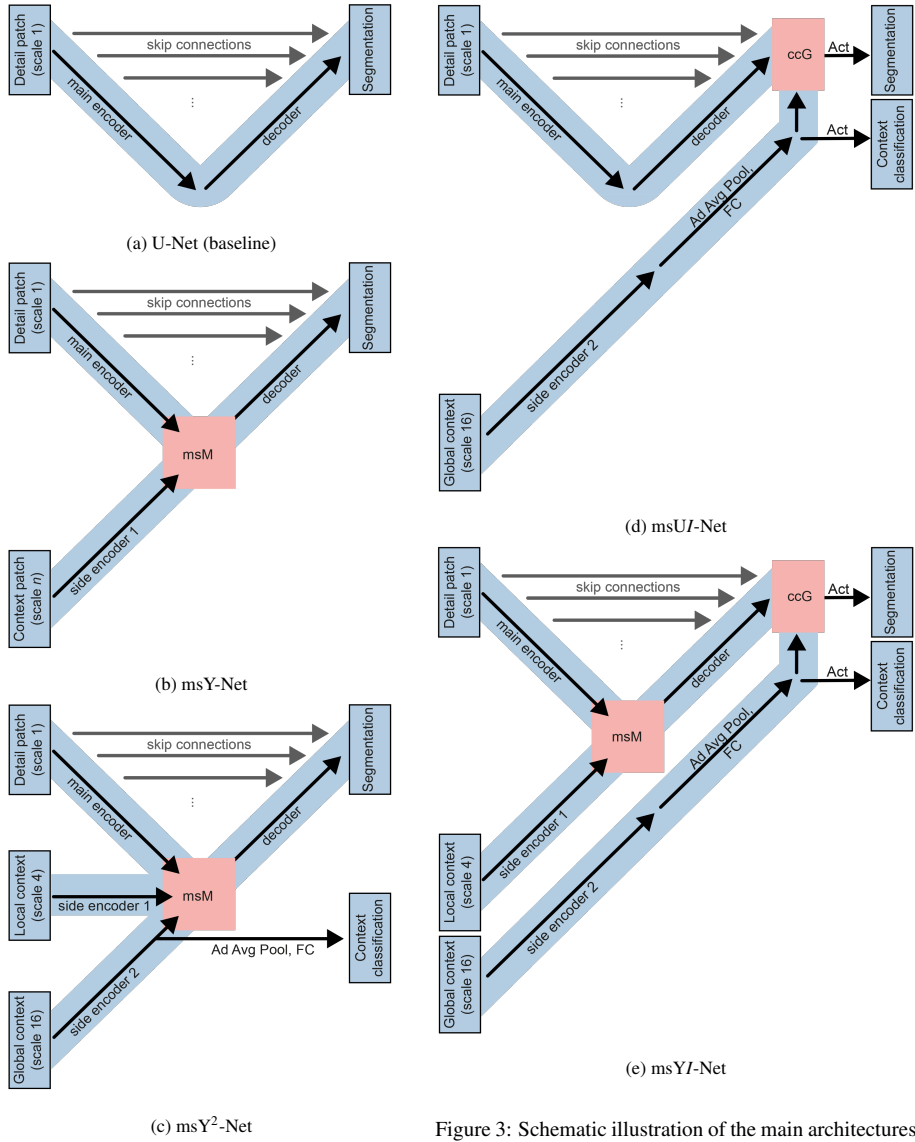 Detail patch
(scale 1)
skip connections
...
main encoder
decoder
Segmentation
(a) U-Net (baseline)
Detail patch
(scale 1)
skip connections
...
main encoder
decoder
Segmentation
msM
side encoder 1
Context patch
(scale n)
(b) msY-Net
Detail patch
(scale 1)
skip connections
...
main encoder
decoder
Segmentation
Local context
(scale 4)
side encoder 1
msM
Ad Avg Pool, FC
Context
classification
side encoder 2
Global context
(scale 16)
(c) msY²-Net
Detail patch
(scale 1)
skip connections
...
main encoder
decoder
ccG
Act
Segmentation
Act
Context
classification
Ad Avg Pool,
FC
side encoder 2
Global context
(scale 16)
(d) msUI-Net
Detail patch
(scale 1)
skip connections
...
main encoder
decoder
ccG
Act
Segmentation
Act
Context
classification
msM
Ad Avg Pool,
FC
side encoder 1
side encoder 2
Local context
(scale 4)
Global context
(scale 16)
(e) msYI-Net
Figure 3: Schematic illustration of the main architectures